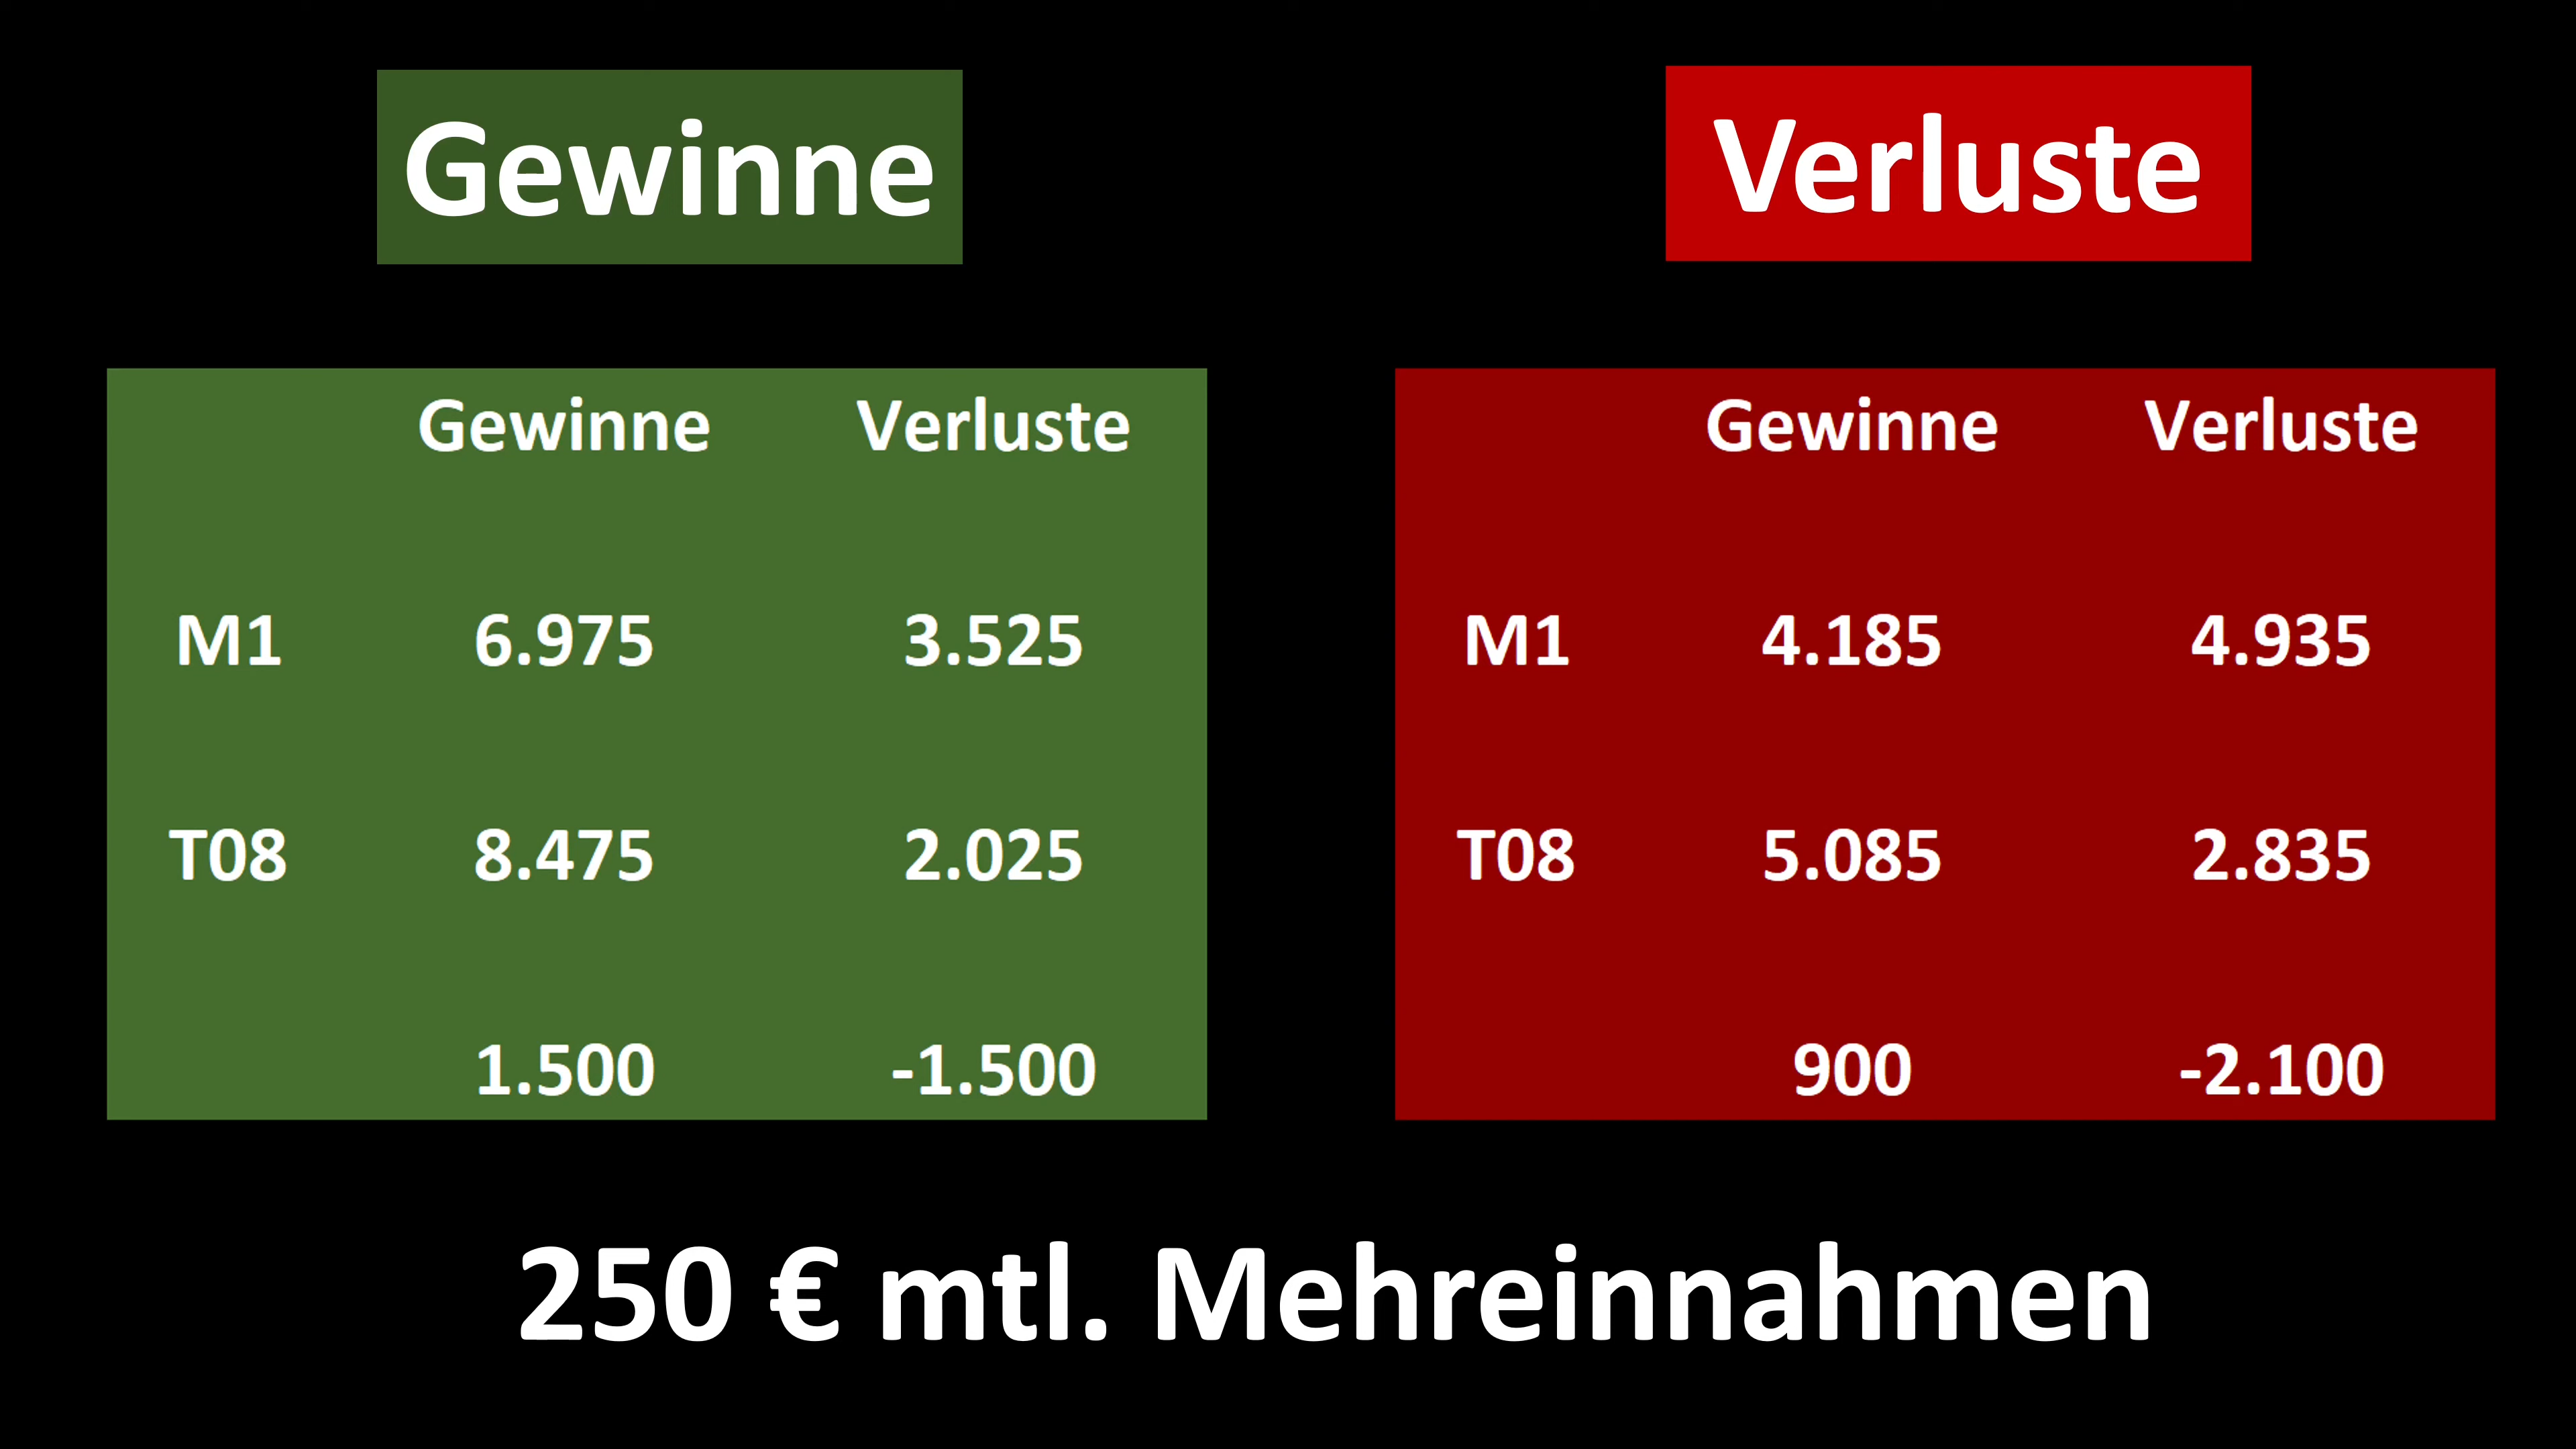 Gewinne
Gewinne Verluste
M1 6.975 3.525
T08 8.475 2.025
1.500 -1.500
Verluste
Gewinne Verluste
M1 4.185 4.935
T08 5.085 2.835
900 -2.100
250 € mtl. Mehreinnahmen